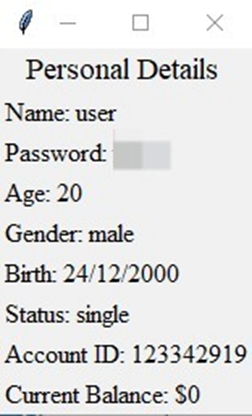 Personal Details
Name: user
Password:
Age: 20
Gender: male
Birth: 24/12/2000
Status: single
Account ID: 123342919
Current Balance: $0